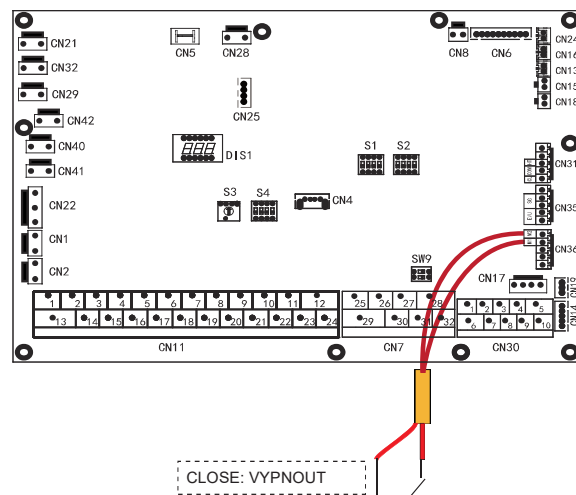 CN21
CN5
CN28
CN8
CN6
CN24
CN16
CN13
CN15
CN18
CN32
CN29
CN25
CN42
CN40
DIS1
S1
S2
CN31
CN41
CN22
S3
S4
CN4
CN35
EVU
SG
CN1
CN36
CN2
SW9
CN17
1 2 3 4 5 6 7 8 9 10 11 12
25 26 27 28
1 2 3 4 5
13 14 15 16 17 18 19 20 21 22 23 24
29 30 31 32
6 7 8 9 10
CN11
CN7
CN30
CLOSE: VYPNOUT